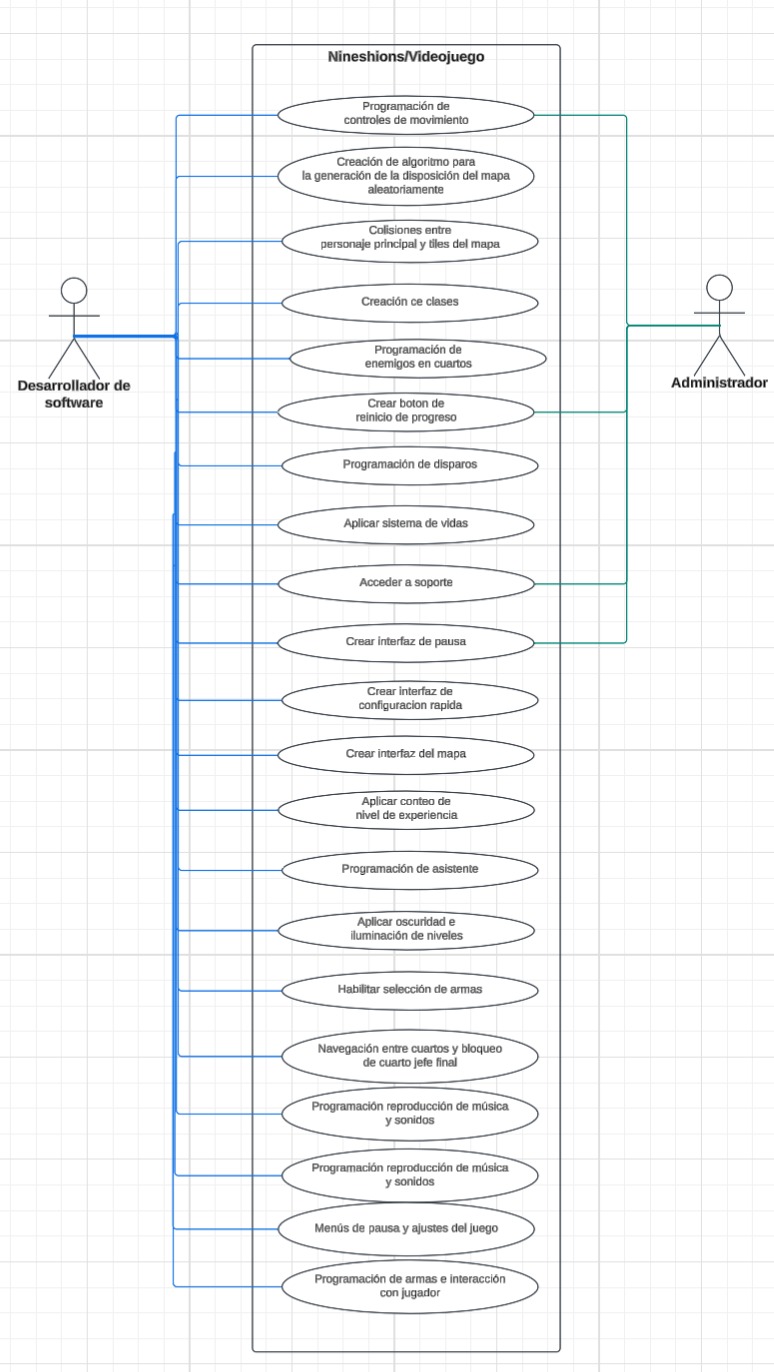 Nineshions/Videojuego
Programación de
controles de movimiento
Creación de algoritmo para
la generación de la disposición del mapa
aleatoriamente
Colisiones entre
personaje principal y tiles del mapa
Creación ce clases
Programación de
enemigos en cuartos
Desarrollador de
software
Administrador
Crear boton de
reinicio de progreso
Programación de disparos
Aplicar sistema de vidas
Acceder a soporte
Crear interfaz de pausa
Crear interfaz de
configuracion rapida
Crear interfaz del mapa
Aplicar conteo de
nivel de experiencia
Programación de asistente
Aplicar oscuridad e
iluminación de niveles
Habilitar selección de armas
Navegación entre cuartos y bloqueo
de cuarto jefe final
Programación reproducción de música
y sonidos
Programación reproducción de música
y sonidos
Menús de pausa y ajustes del juego
Programación de armas e interacción
con jugador